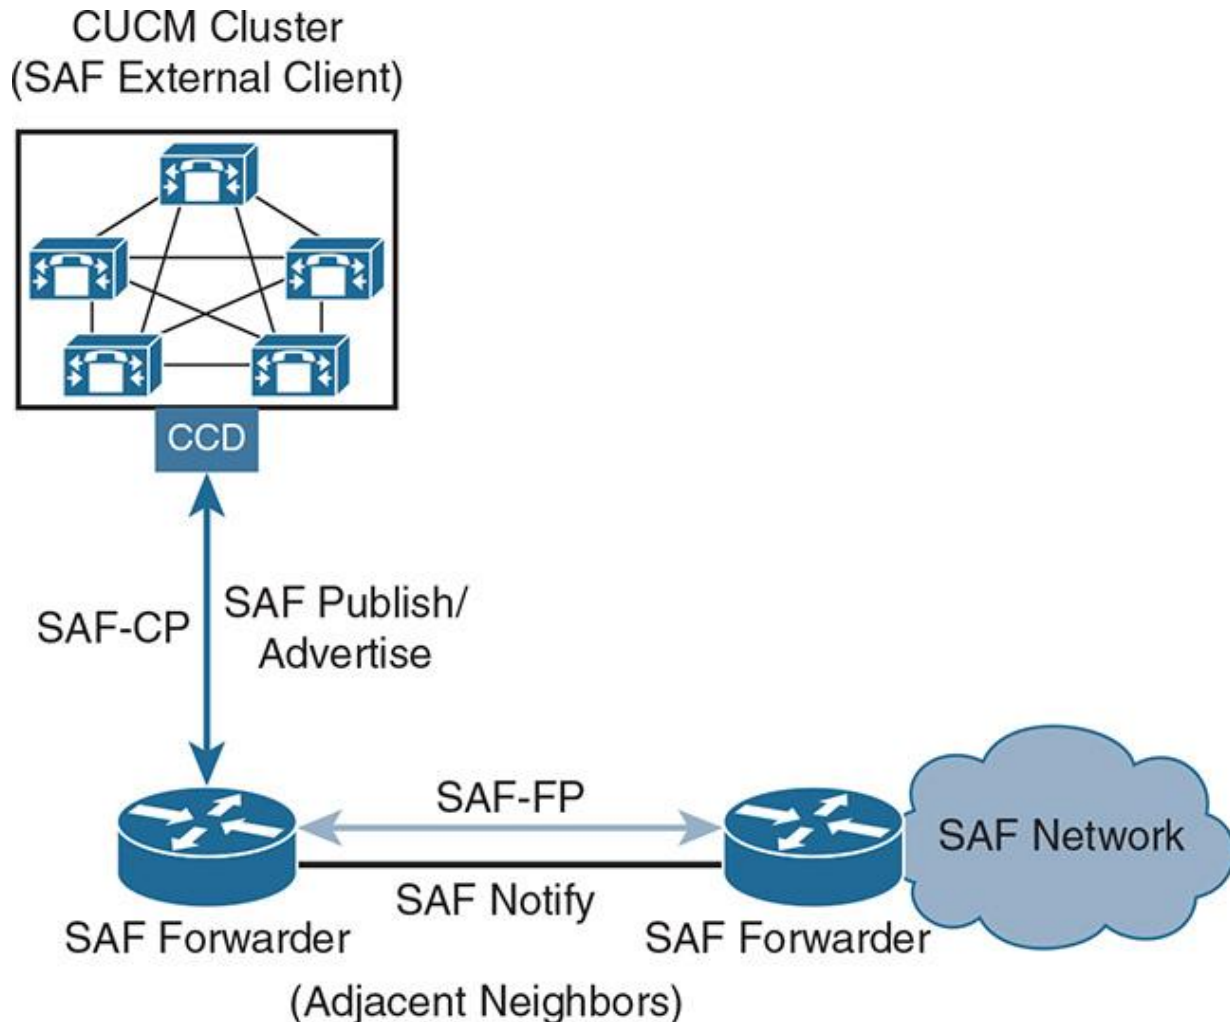 CUCM Cluster
(SAF External Client)
CCD
SAF-CP
SAF Publish/
Advertise
SAF-FP
SAF Network
SAF Notify
SAF Forwarder
SAF Forwarder
(Adjacent Neighbors)